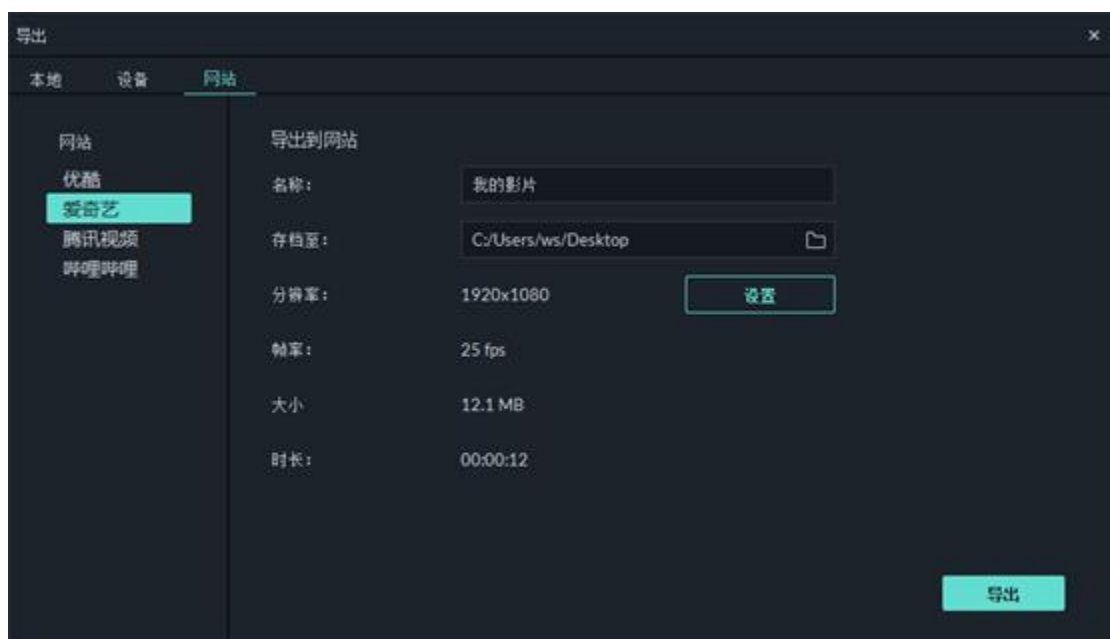 导出
本地 设备 网站
网站
优酷
爱奇艺
腾讯视频
哔哩哔哩
导出到网站
名称： 我的影片
存档至： C:/Users/ws/Desktop
分辨率： 1920x1080 设置
帧率： 25 fps
大小 12.1 MB
时长： 00:00:12
导出